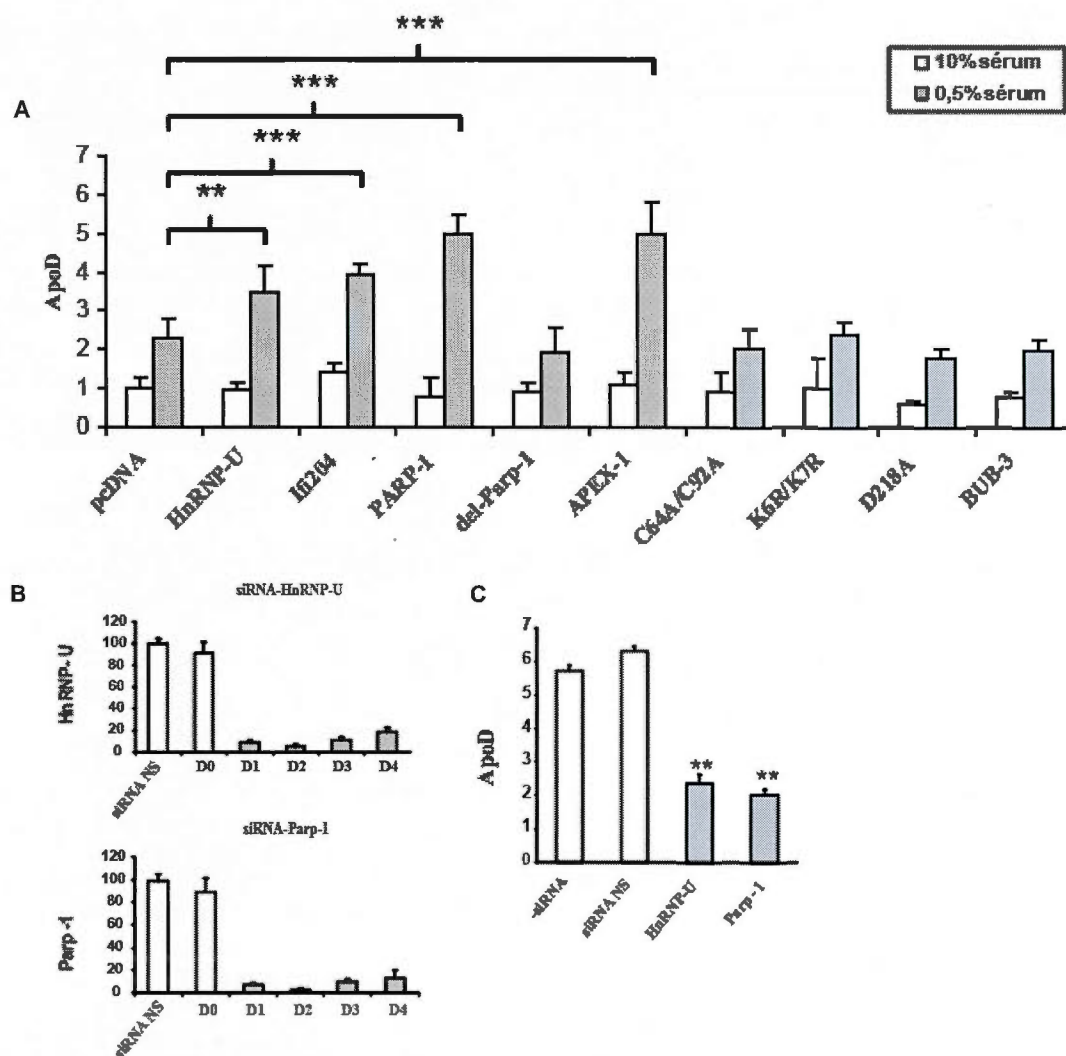 ***
10% sérum
0,5% sérum
***
A
***
**
7
6
5
4
3
2
1
0
ApoD
pcDNA
HnRNP-U
Ifi204
PARP-1
del-Parp-1
APEX-1
C64A/C92A
K6R/K7R
D218A
BUB-3
B
siRNA-HnRNP-U
120
100
80
60
40
20
0
HnRNP-U
siRNA NS
D0
D1
D2
D3
D4
siRNA-Parp-1
120
100
80
60
40
20
0
Parp-1
siRNA NS
D0
D1
D2
D3
D4
C
7
6
5
4
3
2
1
0
ApoD
**
**
-siRNA
siRNA NS
HnRNP-U
Parp-1